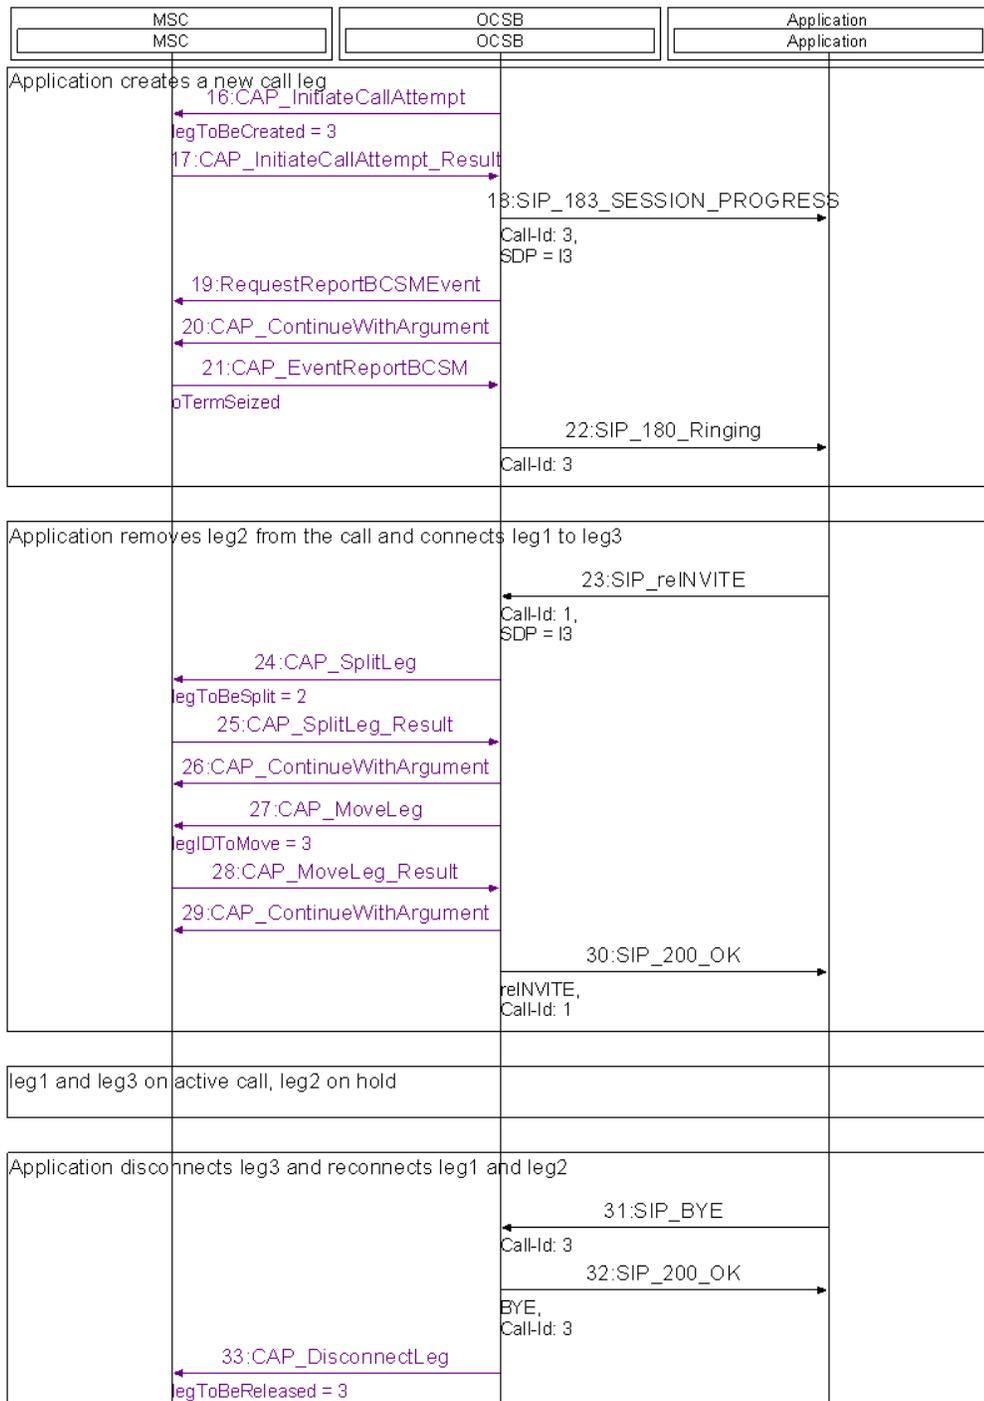 MSC
OCSB
Application
MSC
OCSB
Application
Application creates a new call leg
16:CAP_InitiateCallAttempt
legToBeCreated = 3
17:CAP_InitiateCallAttempt_Result
18:SIP_183_SESSION_PROGRESS
Call-Id: 3,
SDP = I3
19:RequestReportBCSMEvent
20:CAP_ContinueWithArgument
21:CAP_EventReportBCSM
oTermSeized
22:SIP_180_Ringing
Call-Id: 3
Application removes leg2 from the call and connects leg1 to leg3
23:SIP_reINVITE
Call-Id: 1,
SDP = I3
24:CAP_SplitLeg
legToBeSplit = 2
25:CAP_SplitLeg_Result
26:CAP_ContinueWithArgument
27:CAP_MoveLeg
legIDToMove = 3
28:CAP_MoveLeg_Result
29:CAP_ContinueWithArgument
30:SIP_200_OK
reINVITE,
Call-Id: 1
leg1 and leg3 on active call, leg2 on hold
Application disconnects leg3 and reconnects leg1 and leg2
31:SIP_BYE
Call-Id: 3
32:SIP_200_OK
BYE,
Call-Id: 3
33:CAP_DisconnectLeg
legToBeReleased = 3